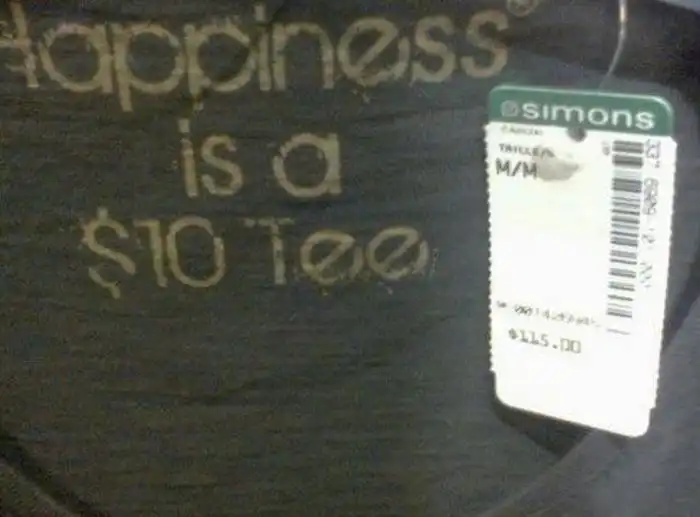 Happiness®
is a
$10 Tee
simons
M/M
$115.00